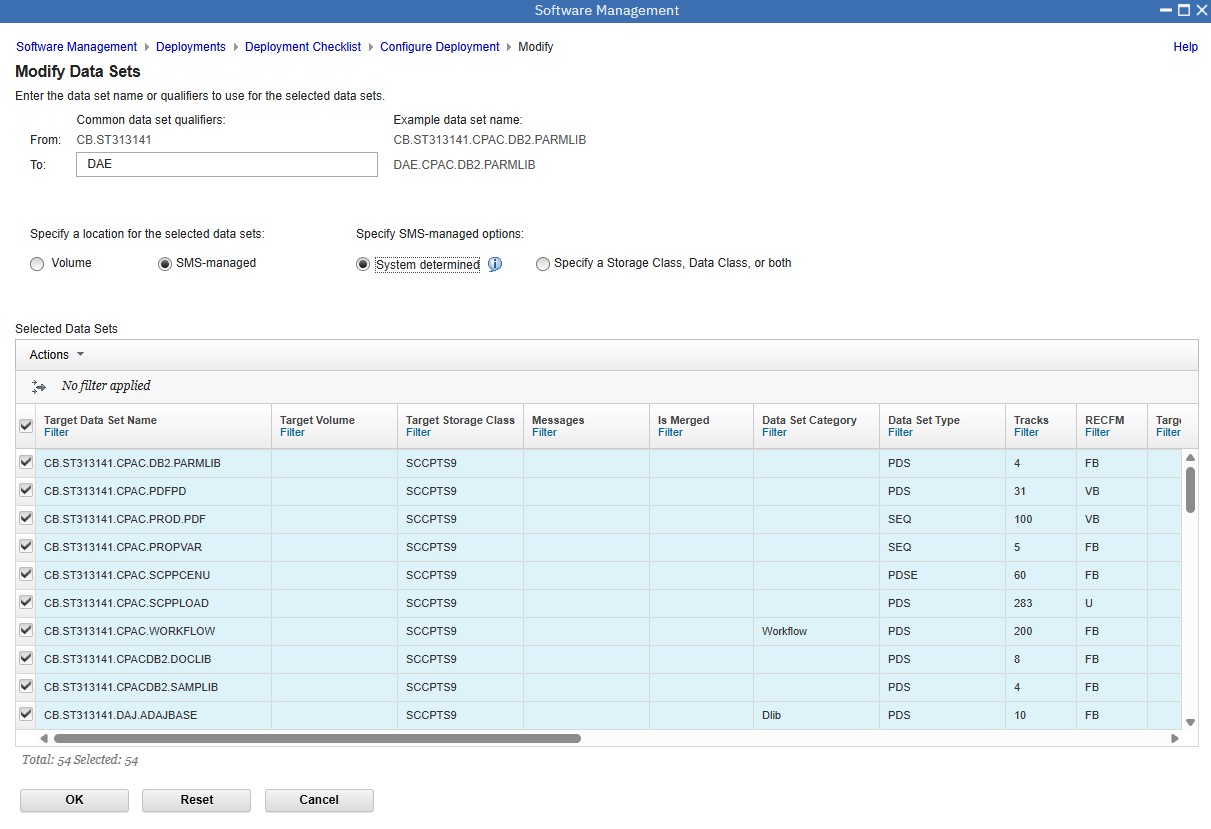 Software Management
Software Management Deployments Deployment Checklist Configure Deployment Modify Help
Modify Data Sets
Enter the data set name or qualifiers to use for the selected data sets.
Common data set qualifiers: Example data set name:
From: CB.ST313141 CB.ST313141.CPAC.DB2.PARMLIB
To: DAE DAE.CPAC.DB2.PARMLIB
Specify a location for the selected data sets: Specify SMS-managed options:
Volume SMS-managed System determined i Specify a Storage Class, Data Class, or both
Selected Data Sets
Actions
No filter applied
Target Data Set Name Target Volume Target Storage Class Messages Is Merged Data Set Category Data Set Type Tracks RECFM Targe
Filter Filter Filter Filter Filter Filter Filter Filter Filter Filter
CB.ST313141.CPAC.DB2.PARMLIB SCCPTS9 PDS 4 FB
CB.ST313141.CPAC.PDFPD SCCPTS9 PDS 31 VB
CB.ST313141.CPAC.PROD.PDF SCCPTS9 SEQ 100 VB
CB.ST313141.CPAC.PROPVAR SCCPTS9 SEQ 5 FB
CB.ST313141.CPAC.SCPPCENU SCCPTS9 PDSE 60 FB
CB.ST313141.CPAC.SCPPLOAD SCCPTS9 PDS 283 U
CB.ST313141.CPAC.WORKFLOW SCCPTS9 Workflow PDS 200 FB
CB.ST313141.CPACDB2.DOCLIB SCCPTS9 PDS 8 FB
CB.ST313141.CPACDB2.SAMPLIB SCCPTS9 PDS 4 FB
CB.ST313141.DAJ.ADAJBASE SCCPTS9 Dlib PDS 10 FB
Total: 54 Selected: 54
OK Reset Cancel